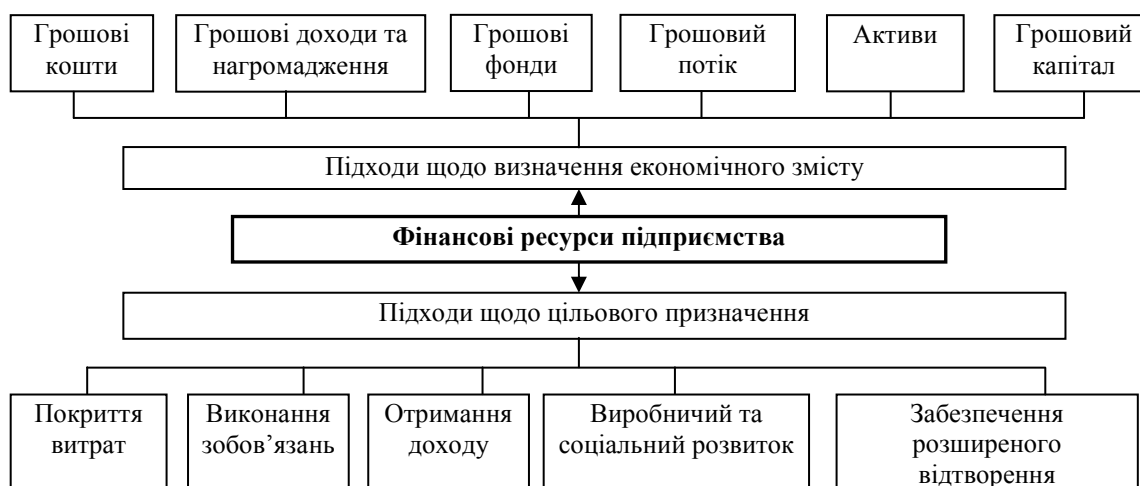 Грошові
кошти
Грошові доходи та
нагромадження
Грошові
фонди
Грошовий
потік
Активи
Грошовий
капітал
Підходи щодо визначення економічного змісту
Фінансові ресурси підприємства
Підходи щодо цільового призначення
Покриття
витрат
Виконання
зобов’язань
Отримання
доходу
Виробничий та
соціальний розвиток
Забезпечення
розширеного
відтворення